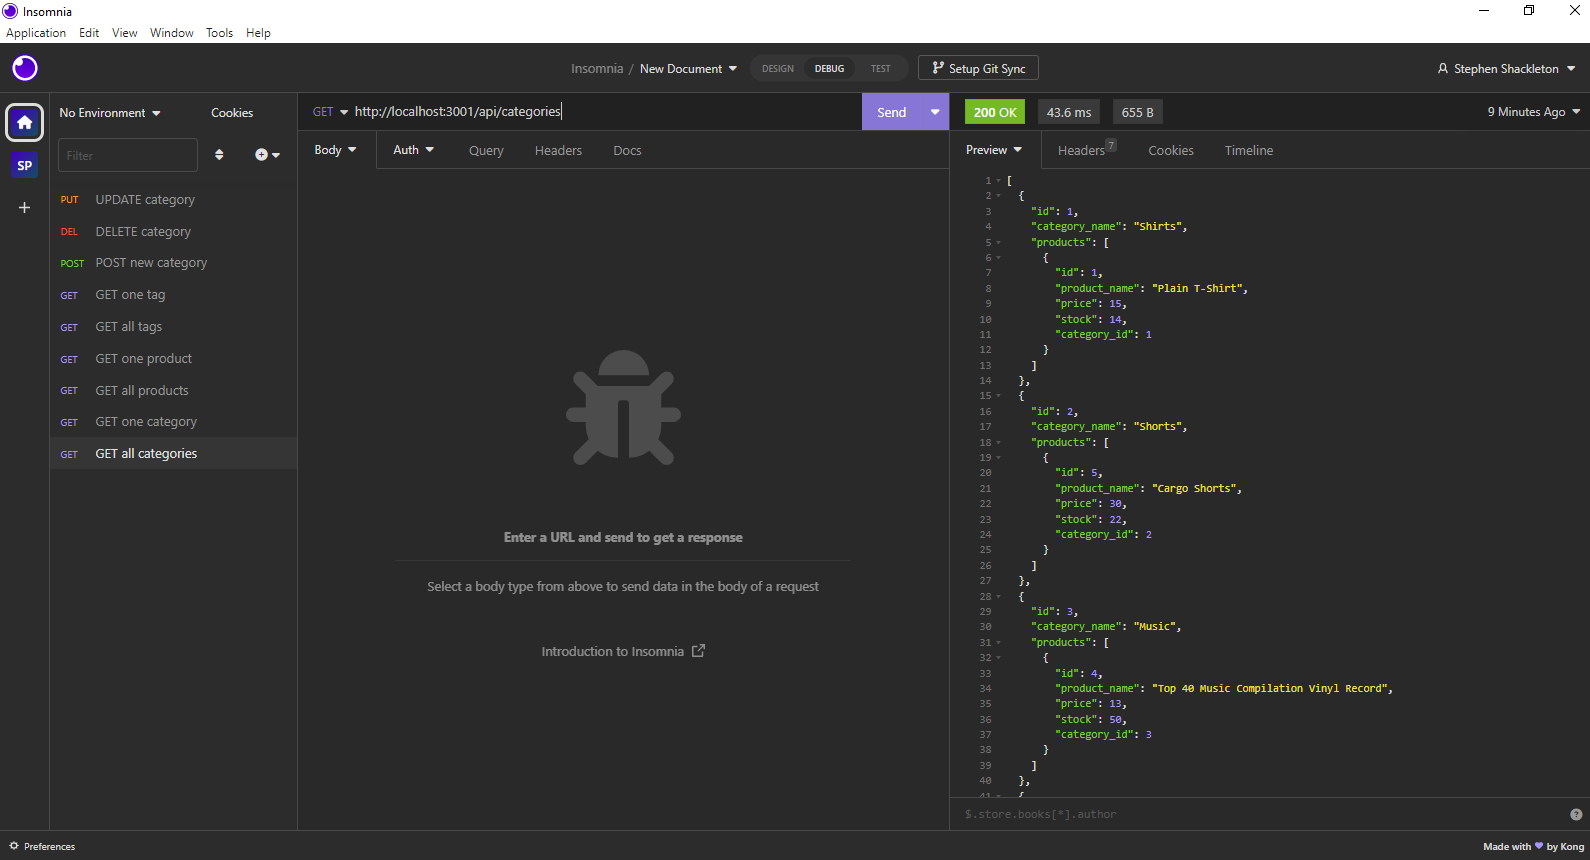 Insomnia
Application Edit View Window Tools Help
Insomnia / New Document DESIGN DEBUG TEST Setup Git Sync Stephen Shackleton
No Environment Cookies
Filter
SP
PUT UPDATE category
DEL DELETE category
POST POST new category
GET GET one tag
GET GET all tags
GET GET one product
GET GET all products
GET GET one category
GET GET all categories
GET http://localhost:3001/api/categories Send
Body Auth Query Headers Docs
Enter a URL and send to get a response
Select a body type from above to send data in the body of a request
Introduction to Insomnia
200 OK 43.6 ms 655 B 9 Minutes Ago
Preview Headers 7 Cookies Timeline
1 [
2 {
3 "id": 1,
4 "category_name": "Shirts",
5 "products": [
6 {
7 "id": 1,
8 "product_name": "Plain T-Shirt",
9 "price": 15,
10 "stock": 14,
11 "category_id": 1
12 }
13 ]
14 },
15 {
16 "id": 2,
17 "category_name": "Shorts",
18 "products": [
19 {
20 "id": 5,
21 "product_name": "Cargo Shorts",
22 "price": 30,
23 "stock": 22,
24 "category_id": 2
25 }
26 ]
27 },
28 {
29 "id": 3,
30 "category_name": "Music",
31 "products": [
32 {
33 "id": 4,
34 "product_name": "Top 40 Music Compilation Vinyl Record",
35 "price": 13,
36 "stock": 50,
37 "category_id": 3
38 }
39 ]
40 },
41 {
$.store.books[*].author ?
Preferences
Made with ♥ by Kong